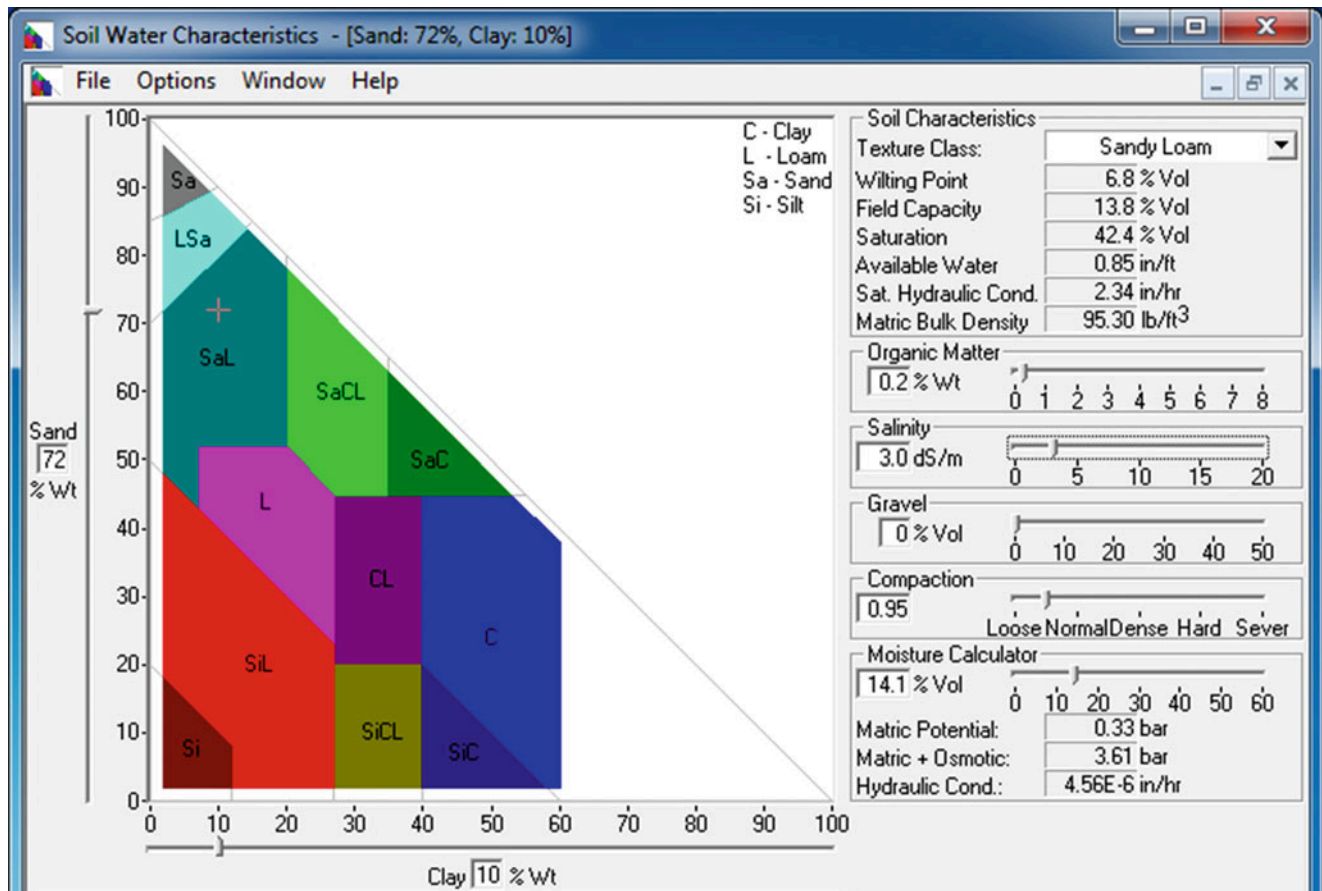 Soil Water Characteristics - [Sand: 72%, Clay: 10%]
File Options Window Help
100
90
80
70
60
50
40
30
20
10
0
Sand
72
% Wt
C - Clay
L - Loam
Sa - Sand
Si - Silt
Sa
LSa
SaL
SaCL
SaC
L
CL
C
SiL
SiCL
SiC
Si
0 10 20 30 40 50 60 70 80 90 100
Clay 10 % Wt
Soil Characteristics
Texture Class: Sandy Loam
Wilting Point 6.8 % Vol
Field Capacity 13.8 % Vol
Saturation 42.4 % Vol
Available Water 0.85 in/ft
Sat. Hydraulic Cond. 2.34 in/hr
Matric Bulk Density 95.30 lb/ft3
Organic Matter
0.2 % Wt
0 1 2 3 4 5 6 7 8
Salinity
3.0 dS/m
0 5 10 15 20
Gravel
0 % Vol
0 10 20 30 40 50
Compaction
0.95
Loose Normal Dense Hard Sever
Moisture Calculator
14.1 % Vol
0 10 20 30 40 50 60
Matric Potential: 0.33 bar
Matric + Osmotic: 3.61 bar
Hydraulic Cond.: 4.56E-6 in/hr